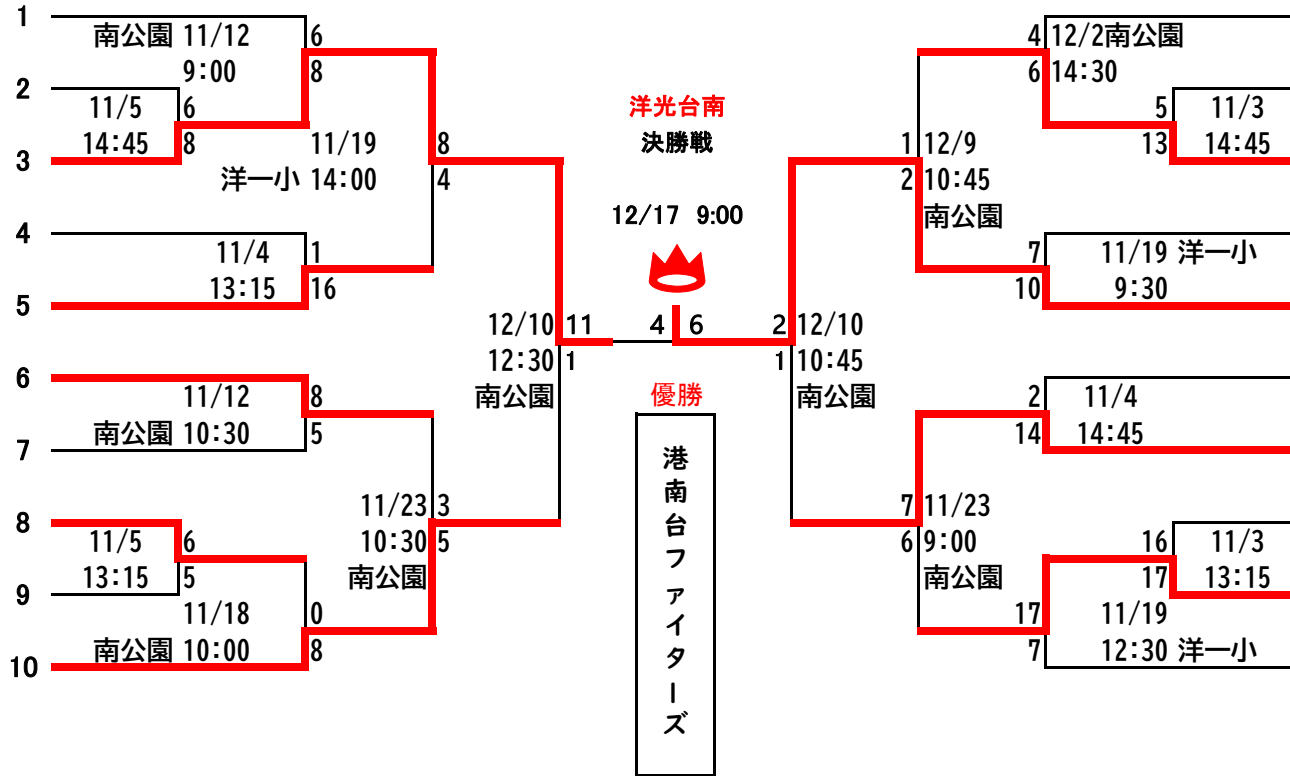 1
南公園 11/12 6
9:00 8
2
11/5 6
14:45 8
3
11/19 8
洋一小 14:00 4
4
11/4 1
13:15 16
5
6
11/12 8
南公園 10:30 5
7
8
11/5 6
13:15 5
9
11/18 0
南公園 10:00 8
10
11/23 3
10:30 5
南公園
12/10 11
12:30 1
南公園
洋光台南
決勝戦
12/17 9:00
4 6
優勝
港南台ファイターズ
2 12/10
1 10:45
南公園
4 12/2南公園
6 14:30
5 11/3
13 14:45
1 12/9
2 10:45
南公園
7 11/19 洋一小
10 9:30
2 11/4
14 14:45
7 11/23
6 9:00
南公園
16 11/3
17 13:15
17 11/19
7 12:30 洋一小